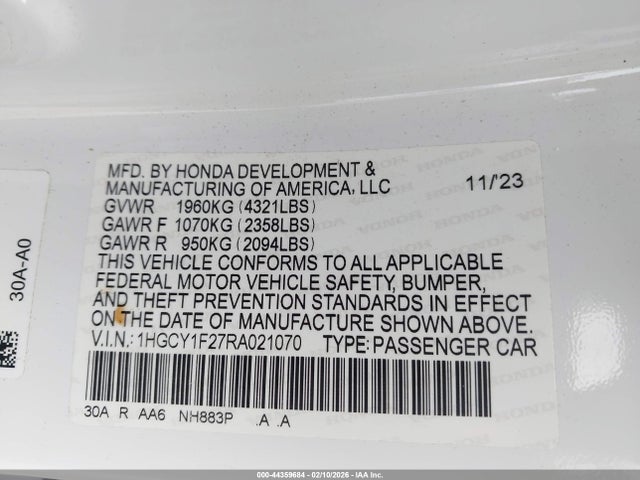 MFD. BY HONDA DEVELOPMENT &
MANUFACTURING OF AMERICA, LLC 11/'23
GVWR 1960KG (4321LBS)
GAWR F 1070KG (2358LBS)
GAWR R 950KG (2094LBS)
THIS VEHICLE CONFORMS TO ALL APPLICABLE
FEDERAL MOTOR VEHICLE SAFETY, BUMPER,
AND THEFT PREVENTION STANDARDS IN EFFECT
ON THE DATE OF MANUFACTURE SHOWN ABOVE.
V.I.N.: 1HGCY1F27RA021070 TYPE: PASSENGER CAR
30A R AA6 NH883P .A .A
30A-A0
000-44359684 | 02/10/2026 - IAA Inc.